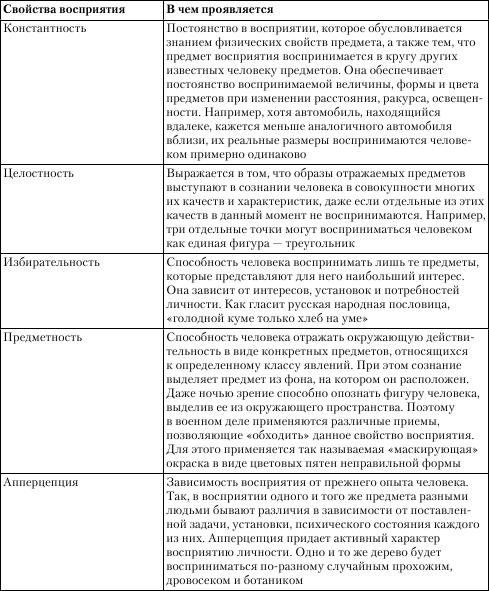 Свойства восприятия
В чем проявляется
Константность
Постоянство в восприятии, которое обусловливается
знанием физических свойств предмета, а также тем, что
предмет восприятия воспринимается в кругу других
известных человеку предметов. Она обеспечивает
постоянство воспринимаемой величины, формы и цвета
предметов при изменении расстояния, ракурса, освещен-
ности. Например, хотя автомобиль, находящийся
вдалеке, кажется меньше аналогичного автомобиля
вблизи, их реальные размеры воспринимаются челове-
ком примерно одинаково
Целостность
Выражается в том, что образы отражаемых предметов
выступают в сознании человека в совокупности многих
их качеств и характеристик, даже если отдельные из этих
качеств в данный момент не воспринимаются. Например,
три отдельные точки могут восприниматься человеком
как единая фигура — треугольник
Избирательность
Способность человека воспринимать лишь те предметы,
которые представляют для него наибольший интерес.
Она зависит от интересов, установок и потребностей
личности. Как гласит русская народная пословица,
«голодной куме только хлеб на уме»
Предметность
Способность человека отражать окружающую действи-
тельность в виде конкретных предметов, относящихся
к определенному классу явлений. При этом сознание
выделяет предмет из фона, на котором он расположен.
Даже ночью зрение способно опознать фигуру человека,
выделив ее из окружающего пространства. Поэтому
в военном деле применяются различные приемы,
позволяющие «обходить» данное свойство восприятия.
Для этого применяется так называемая «маскирующая»
окраска в виде цветовых пятен неправильной формы
Апперцепция
Зависимость восприятия от прежнего опыта человека.
Так, в восприятии одного и того же предмета разными
людьми бывают различия в зависимости от поставлен-
ной задачи, установки, психического состояния каждого
из них. Апперцепция придает активный характер
восприятию личности. Одно и то же дерево будет
восприниматься по-разному случайным прохожим,
дровосеком и ботаником